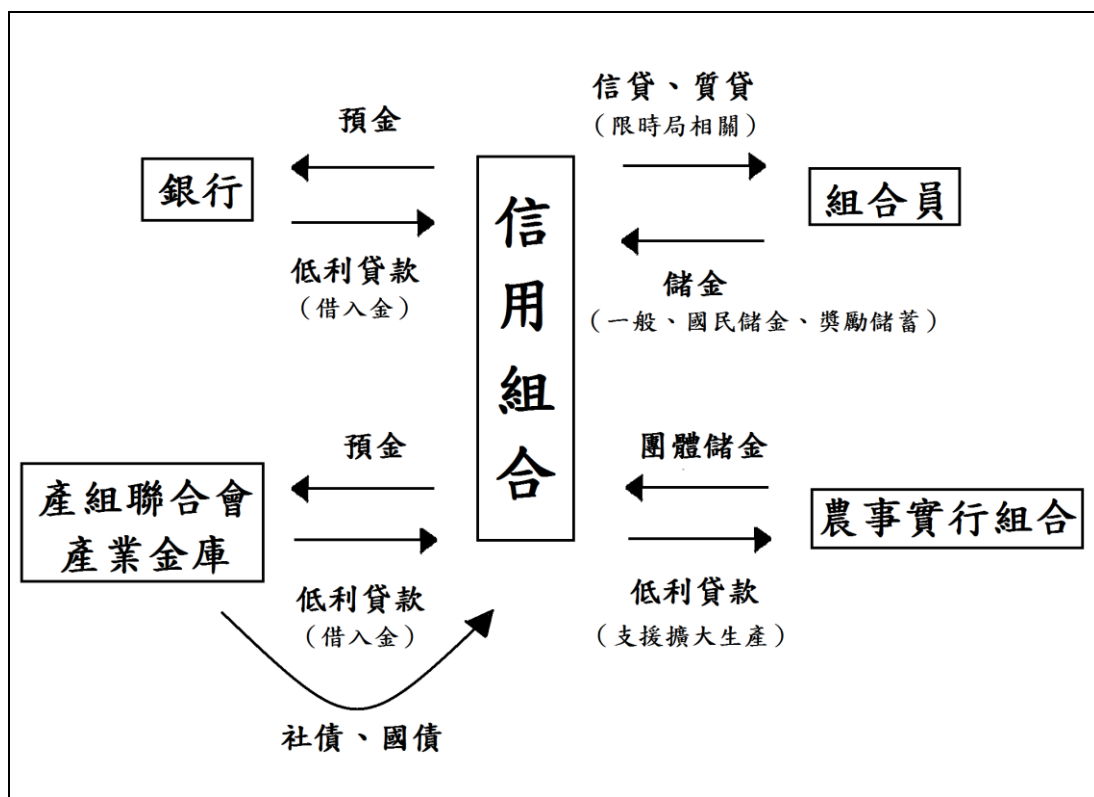 信貸、質貸
（限時局相關）
預金
銀行
組合員
低利貸款
（借入金）
儲金
（一般、國民儲金、獎勵儲蓄）
信用組合
預金
團體儲金
產組聯合會
產業金庫
農事實行組合
低利貸款
（借入金）
低利貸款
（支援擴大生產）
社債、國債